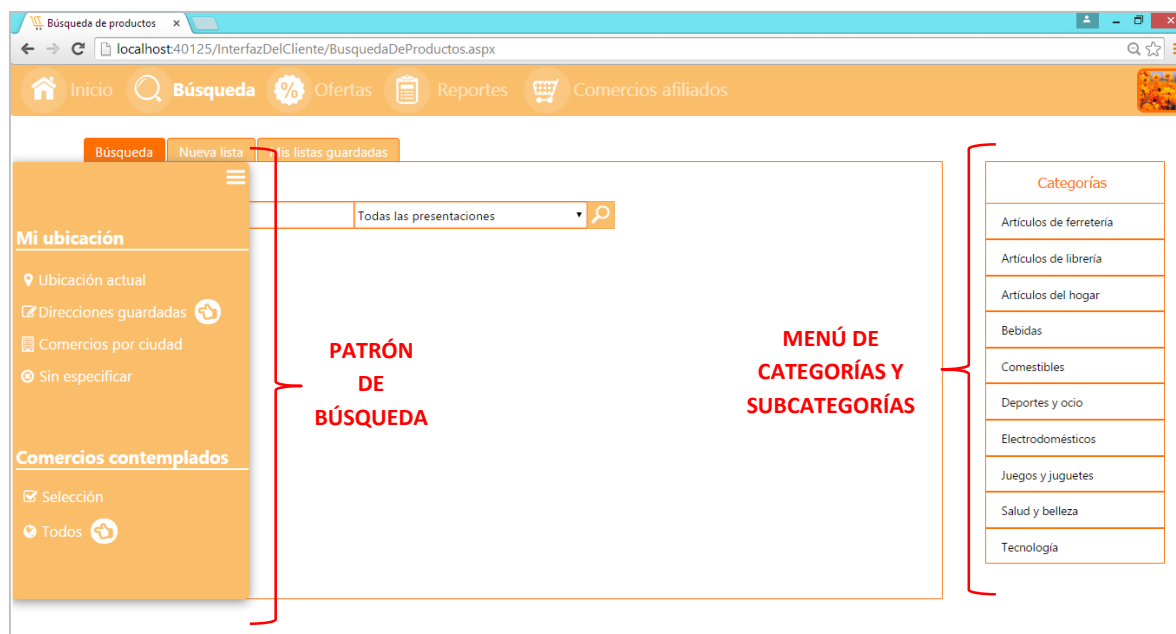 Búsqueda de productos
localhost:40125/InterfazDelCliente/BusquedaDeProductos.aspx
Inicio Búsqueda Ofertas Reportes Comercios afiliados
Búsqueda Nueva lista Mis listas guardadas
Todas las presentaciones
Mi ubicación
Ubicación actual
Direcciones guardadas
Comercios por ciudad
Sin especificar
Comercios contemplados
Selección
Todos
PATRÓN
DE
BÚSQUEDA
MENÚ DE
CATEGORÍAS Y
SUBCATEGORÍAS
Categorías
Artículos de ferretería
Artículos de librería
Artículos del hogar
Bebidas
Comestibles
Deportes y ocio
Electrodomésticos
Juegos y juguetes
Salud y belleza
Tecnología